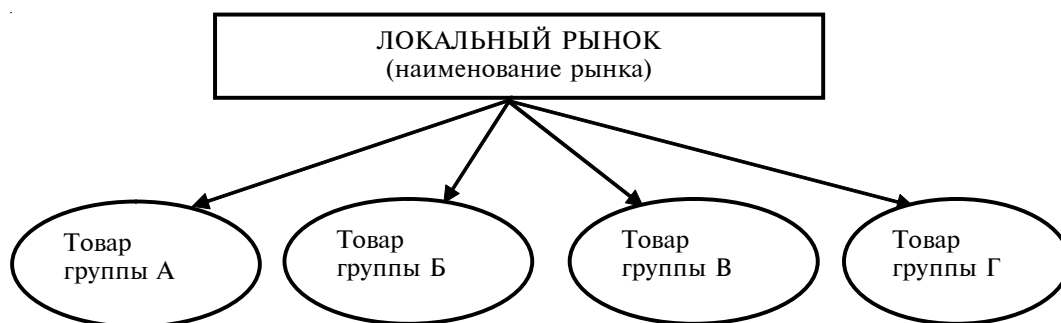 ЛОКАЛЬНЫЙ РЫНОК
(наименование рынка)
Товар
группы А
Товар
группы Б
Товар
группы В
Товар
группы Г